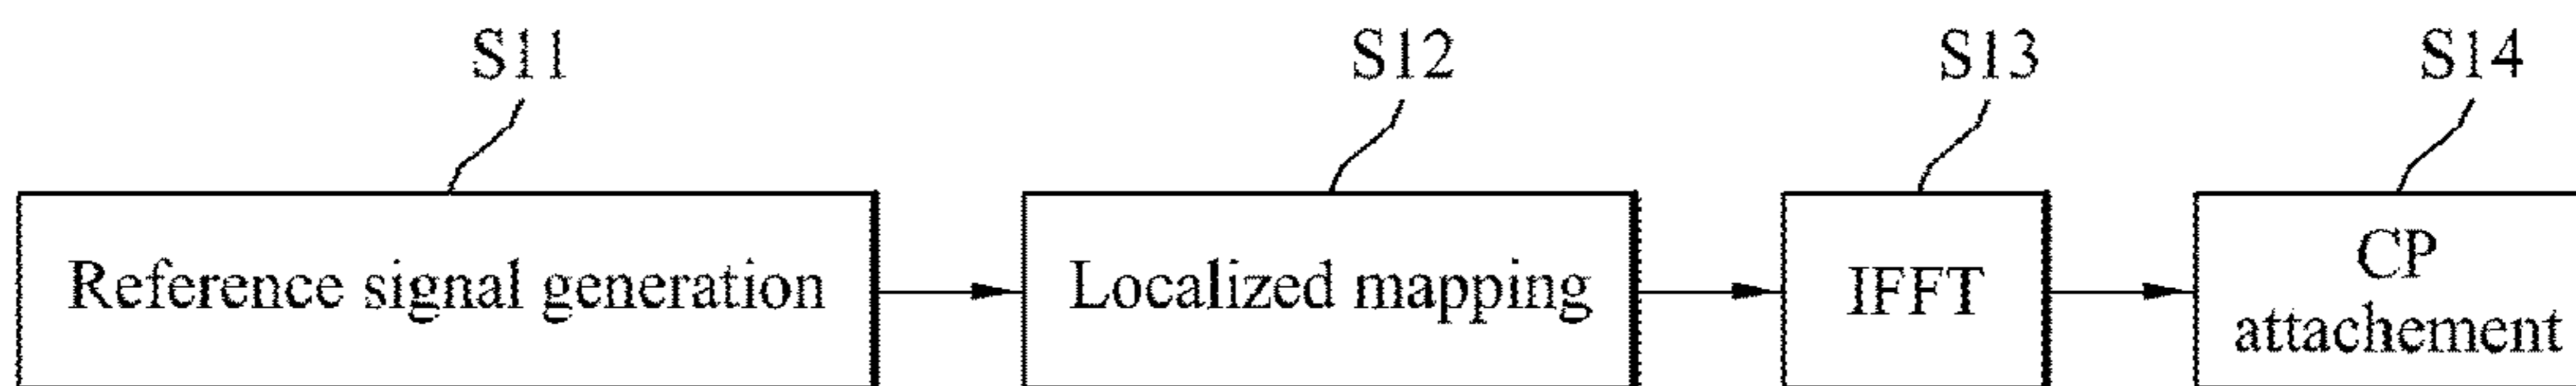 S11
S12
S13
S14
Reference signal generation
Localized mapping
IFFT
CP
attachement